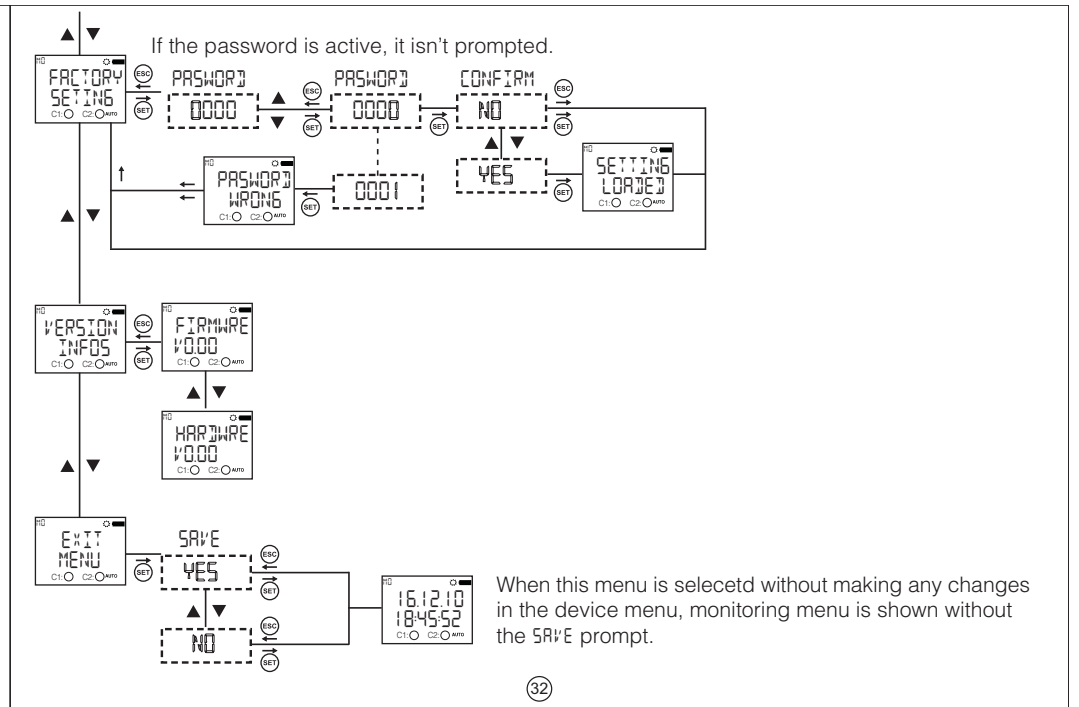 If the password is active, it isn't prompted.
MO
FACTORY
SETING
C1: C2: AUTO
ESC
SET
PASWORD
0000
ESC
SET
PASWORD
0000
SET
CONFIRM
NO
ESC
SET
YES
SET
MO
SETTING
LOADED
C1: C2: AUTO
MO
PASWORD
WRONG
C1: C2: AUTO
SET
0001
MO
VERSION
INFOS
C1: C2: AUTO
ESC
SET
MO
FIRMWRE
V0.00
C1: C2: AUTO
MO
HARDWRE
V0.00
C1: C2: AUTO
MO
EXIT
MENU
C1: C2: AUTO
SET
SAVE
YES
ESC
SET
NO
ESC
SET
MO
16.12.10
18:45:52
C1: C2: AUTO
When this menu is selecetd without making any changes
in the device menu, monitoring menu is shown without
the SAVE prompt.
32